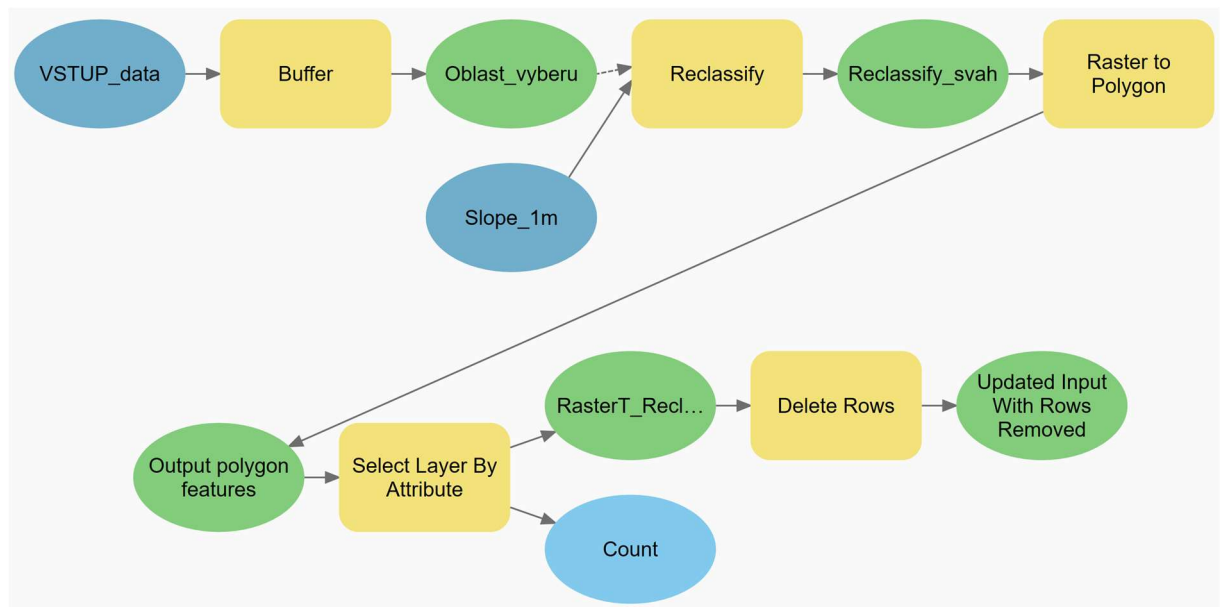 VSTUP_data
Buffer
Oblast_vyberu
Reclassify
Reclassify_svah
Raster to
Polygon
Slope_1m
Output polygon
features
Select Layer By
Attribute
RasterT_Recl...
Delete Rows
Updated Input
With Rows
Removed
Count